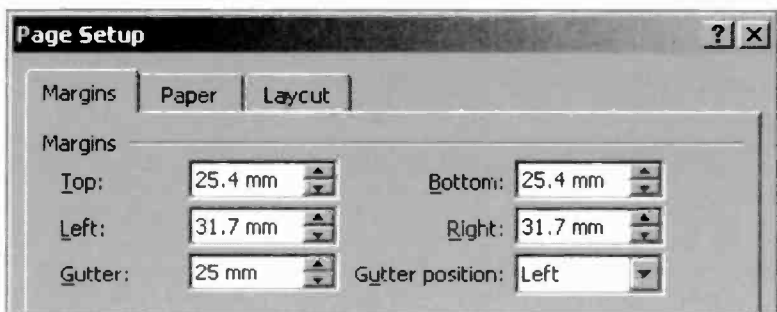 Page Setup
Margins Paper Laycut
Margins
Top: 25.4 mm Bottom: 25.4 mm
Left: 31.7 mm Right: 31.7 mm
Gutter: 25 mm Gutter position: Left